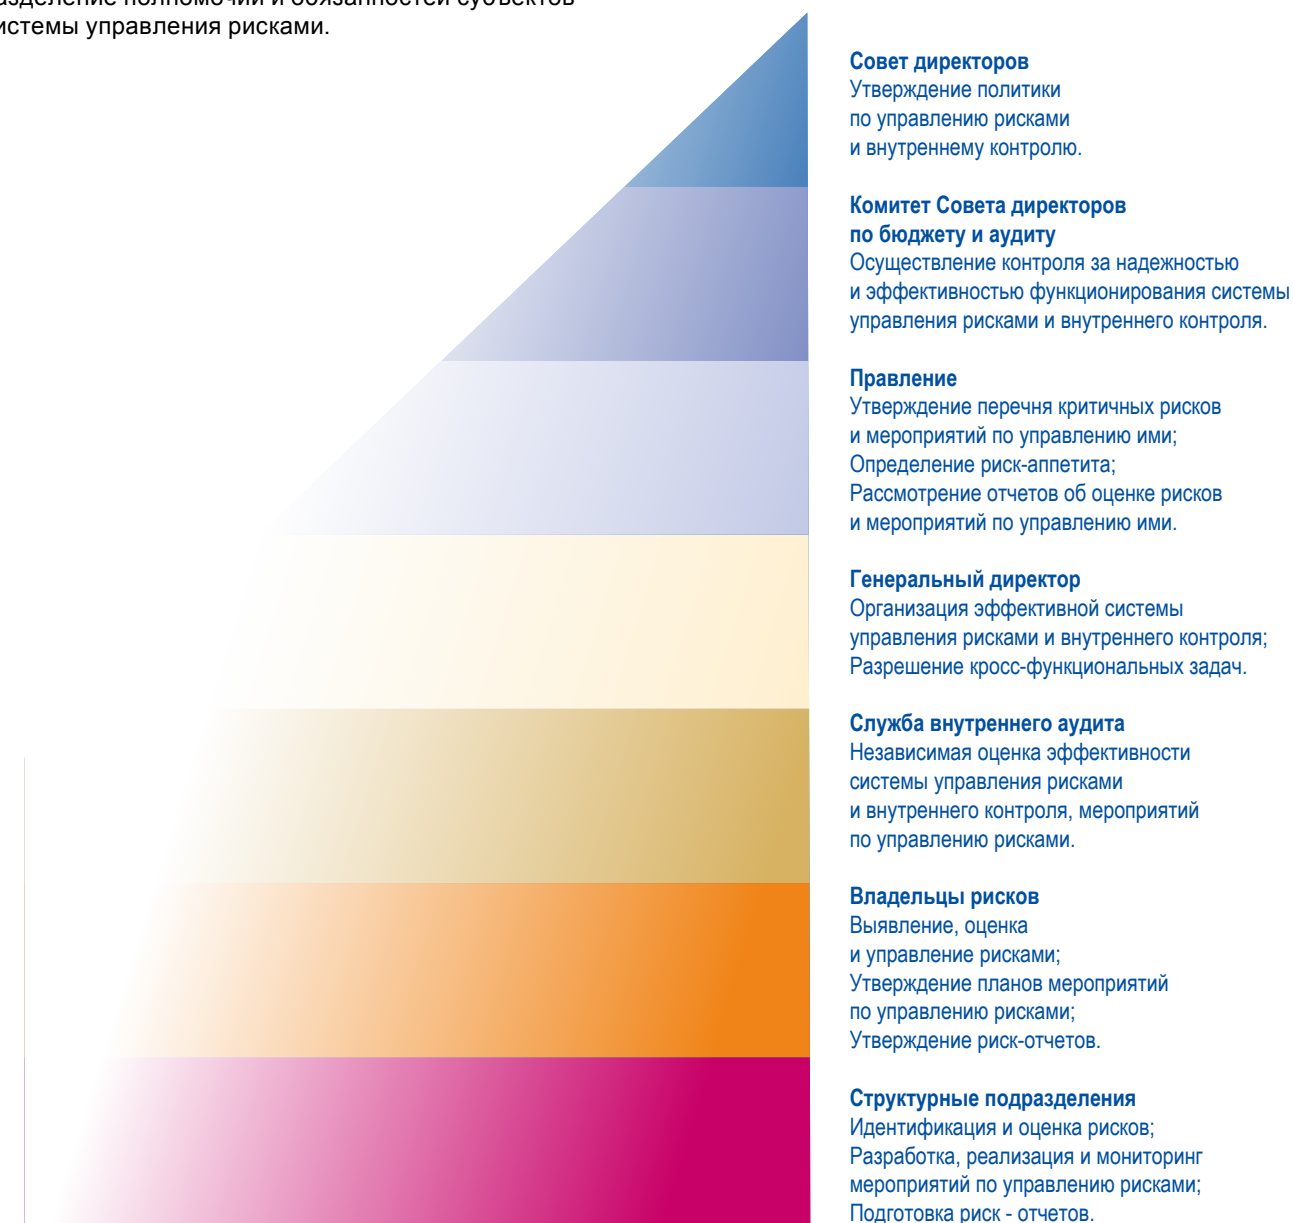 азделение полномочий и обязанностей субъектов
истемы управления рисками.
Совет директоров
Утверждение политики
по управлению рисками
и внутреннему контролю.
Комитет Совета директоров
по бюджету и аудиту
Осуществление контроля за надежностью
и эффективностью функционирования системы
управления рисками и внутреннего контроля.
Правление
Утверждение перечня критичных рисков
и мероприятий по управлению ими;
Определение риск-аппетита;
Рассмотрение отчетов об оценке рисков
и мероприятий по управлению ими.
Генеральный директор
Организация эффективной системы
управления рисками и внутреннего контроля;
Разрешение кросс-функциональных задач.
Служба внутреннего аудита
Независимая оценка эффективности
системы управления рисками
и внутреннего контроля, мероприятий
по управлению рисками.
Владельцы рисков
Выявление, оценка
и управление рисками;
Утверждение планов мероприятий
по управлению рисками;
Утверждение риск-отчетов.
Структурные подразделения
Идентификация и оценка рисков;
Разработка, реализация и мониторинг
мероприятий по управлению рисками;
Подготовка риск - отчетов.